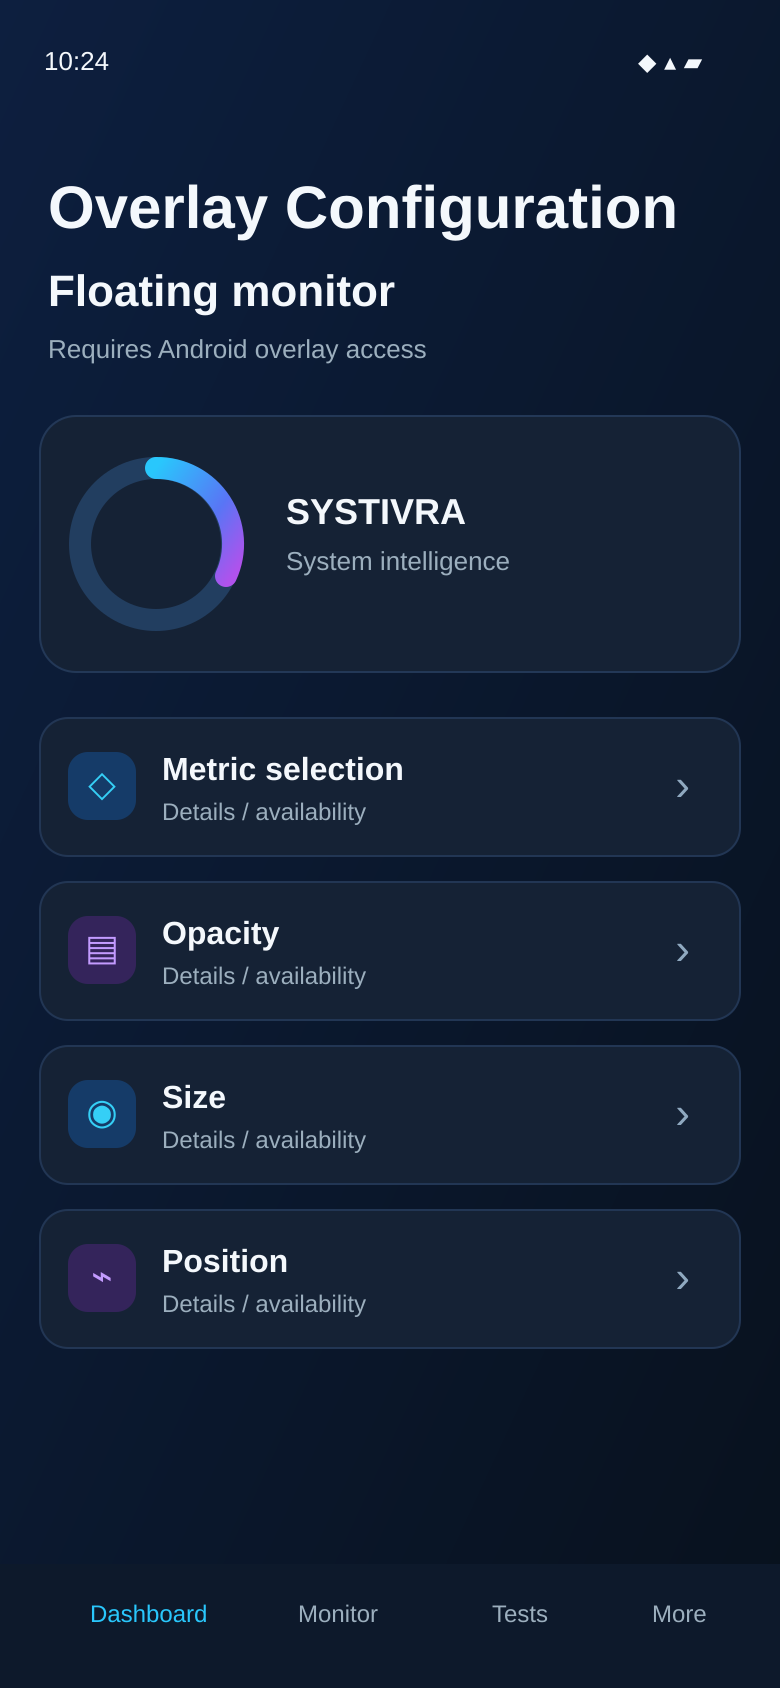 10:24
Overlay Configuration
Floating monitor
Requires Android overlay access
SYSTIVRA
System intelligence
Metric selection
Details / availability
Opacity
Details / availability
Size
Details / availability
Position
Details / availability
Dashboard Monitor Tests More